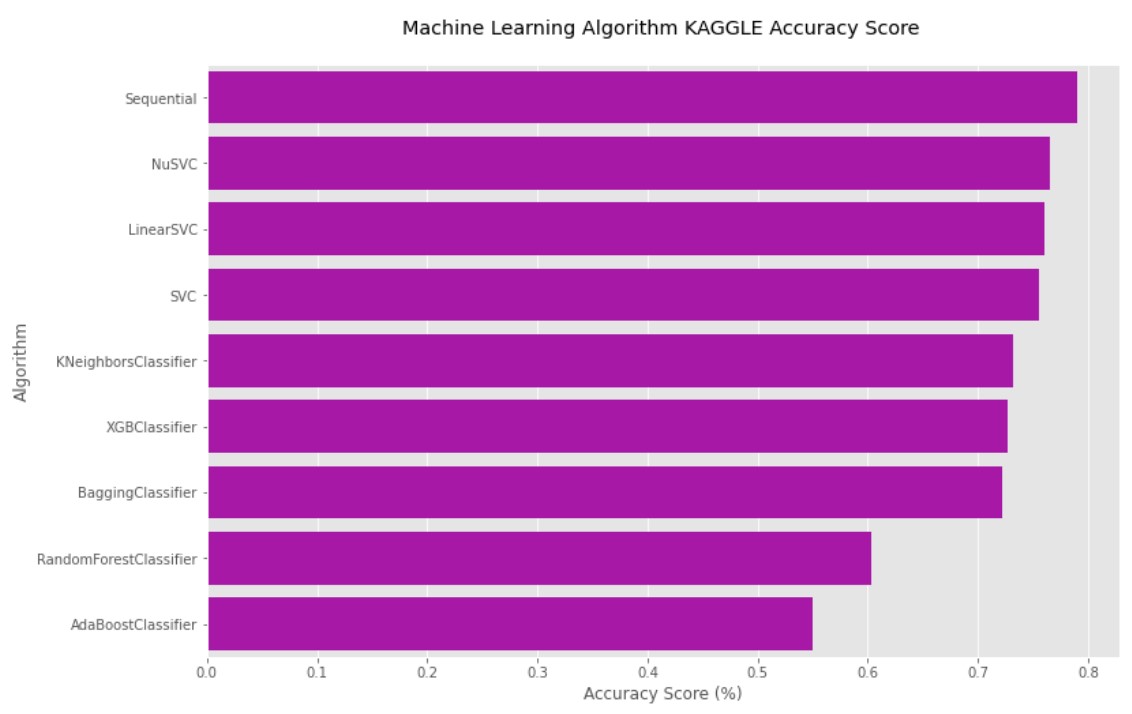 Machine Learning Algorithm KAGGLE Accuracy Score
Sequential
NuSVC
LinearSVC
SVC
KNeighborsClassifier
XGBClassifier
BaggingClassifier
RandomForestClassifier
AdaBoostClassifier
Algorithm
0.0 0.1 0.2 0.3 0.4 0.5 0.6 0.7 0.8
Accuracy Score (%)